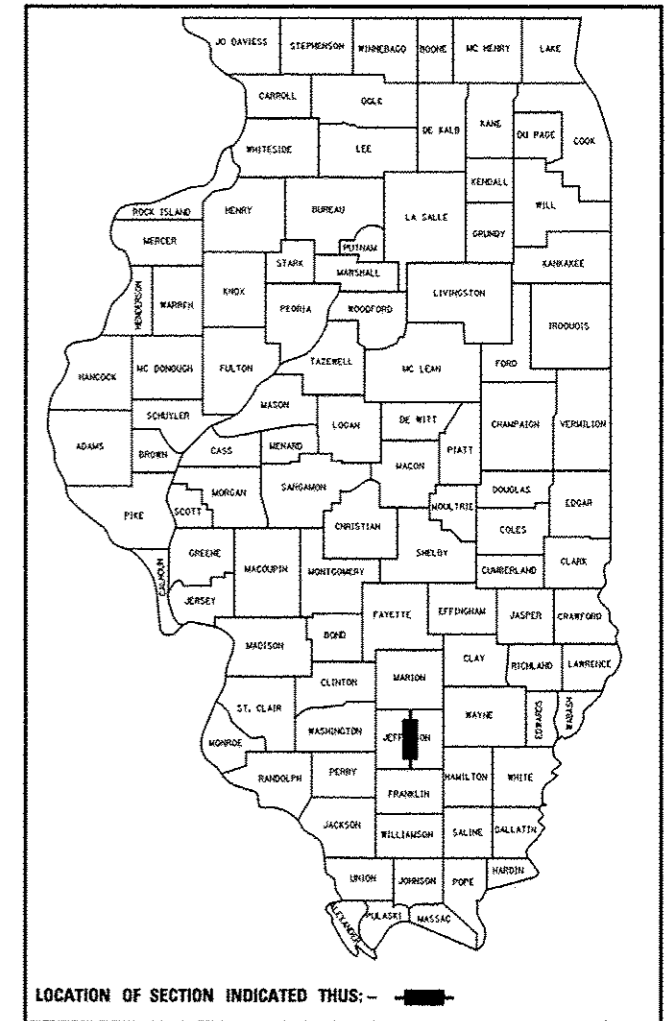 JO DAVIESS STEPHENSON WINNEBAGO BOONE MC HENRY LAKE
CARROLL OGLE DE KALB KANE DU PAGE COOK
WHITESIDE LEE KENDALL WILL
ROCK ISLAND HENRY BUREAU LA SALLE GRUNDY
MERCER PUTNAM KANKAKEE
HENDERSON WARREN KNOX STARK MARSHALL LIVINGSTON
PEORIA WOODFORD IROQUOIS
HANCOCK MC DONOUGH FULTON TAZEWELL MC LEAN FORD
SCHUYLER MASON LOGAN DE WITT CHAMPAIGN VERMILION
ADAMS BROWN CASS MENARD MACON PIATT
PIKE SCOTT MORGAN SANGAMON MOULTRIE DOUGLAS EDGAR
CHRISTIAN COLES
CALHOUN GREENE MACOUPIN MONTGOMERY SHELBY CUMBERLAND CLARK
JERSEY FAYETTE EFFINGHAM JASPER CRAWFORD
MADISON BOND CLAY RICHLAND LAWRENCE
CLINTON MARION
ST. CLAIR WASHINGTON WAYNE EDWARDS WABASH
MONROE
RANDOLPH PERRY HAMILTON WHITE
FRANKLIN
JACKSON WILLIAMSON SALINE GALLATIN
UNION JOHNSON POPE HARDIN
ALEXANDER PULASKI MASSAC
LOCATION OF SECTION INDICATED THUS: -